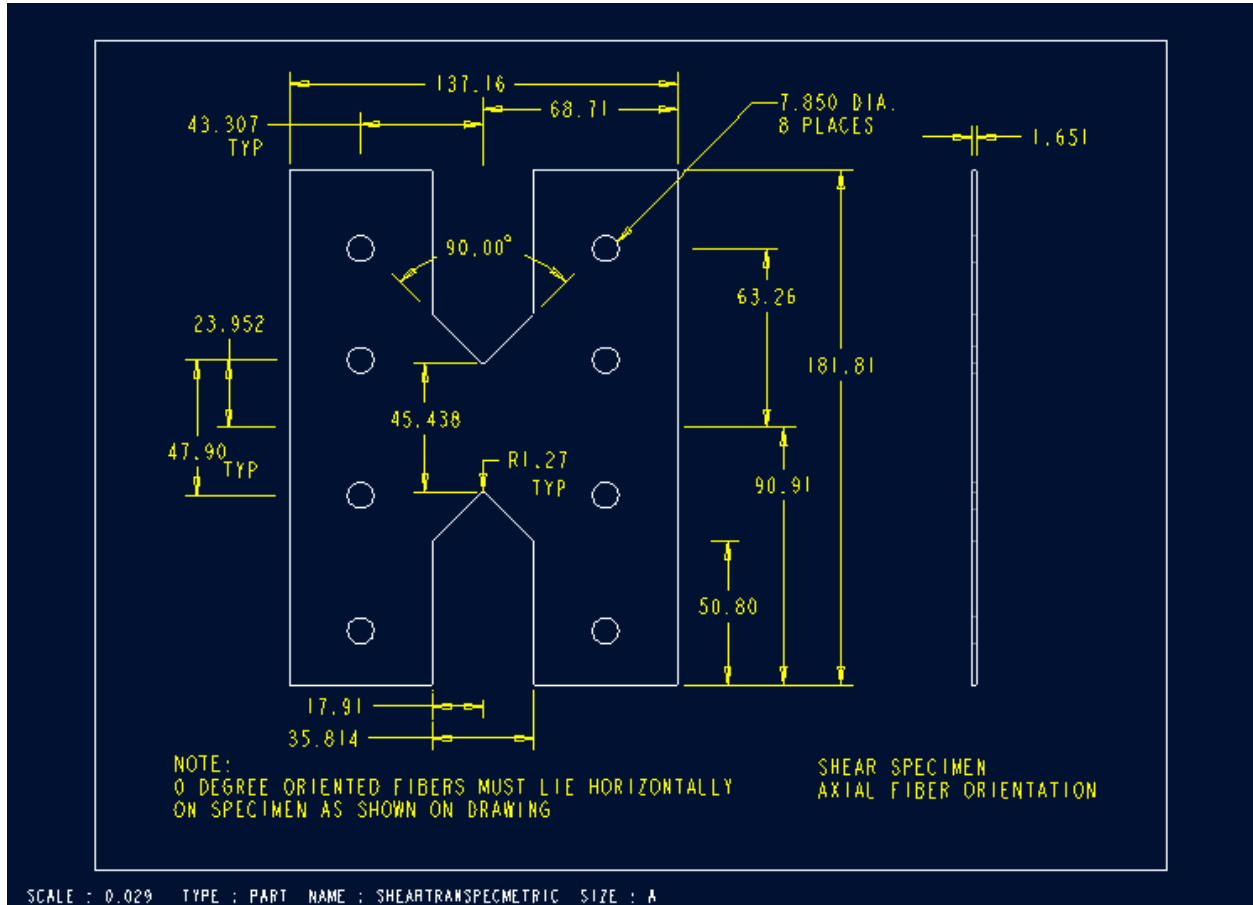 137.16
68.71
43.307
TYP
7.850 DIA.
8 PLACES
1.651
90.00°
63.26
23.952
181.81
45.438
47.90
TYP
R1.27
TYP
90.91
50.80
17.91
35.814
NOTE:
0 DEGREE ORIENTED FIBERS MUST LIE HORIZONTALLY
ON SPECIMEN AS SHOWN ON DRAWING
SHEAR SPECIMEN
AXIAL FIBER ORIENTATION
SCALE : 0.029 TYPE : PART NAME : SHEARTRANSPECMETRIC SIZE : A